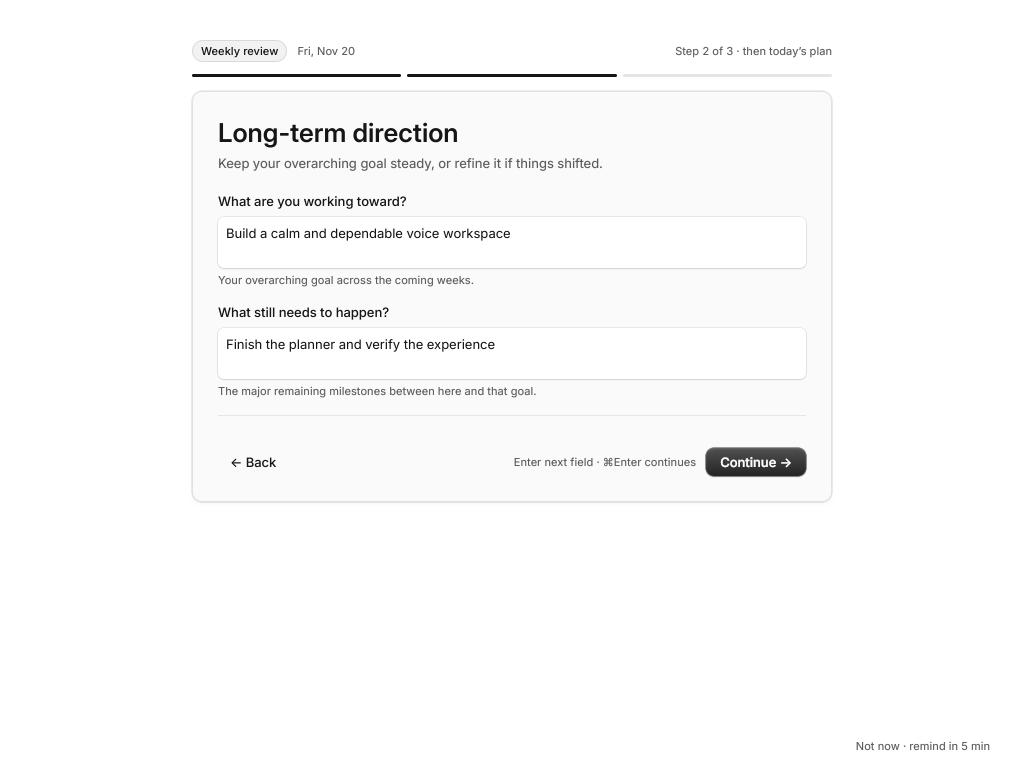 Weekly review
Fri, Nov 20
Step 2 of 3 · then today’s plan
Long-term direction
Keep your overarching goal steady, or refine it if things shifted.
What are you working toward?
Build a calm and dependable voice workspace
Your overarching goal across the coming weeks.
What still needs to happen?
Finish the planner and verify the experience
The major remaining milestones between here and that goal.
← Back
Enter next field · ⌘Enter continues
Continue →
Not now · remind in 5 min